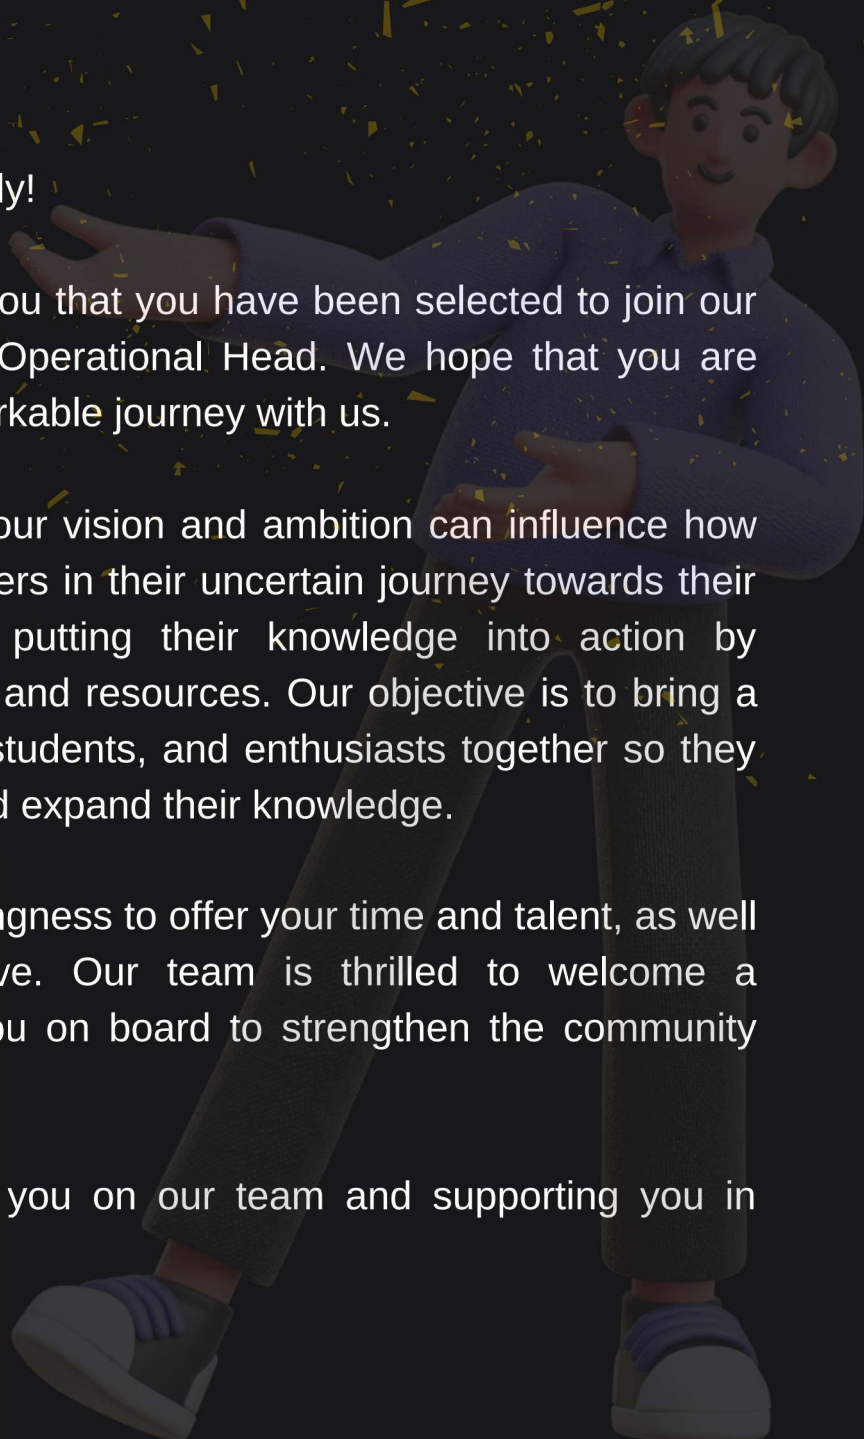 ly!
ou that you have been selected to join our
Operational Head. We hope that you are
rkable journey with us.
our vision and ambition can influence how
ers in their uncertain journey towards their
putting their knowledge into action by
and resources. Our objective is to bring a
students, and enthusiasts together so they
d expand their knowledge.
ngness to offer your time and talent, as well
ve. Our team is thrilled to welcome a
ou on board to strengthen the community
you on our team and supporting you in